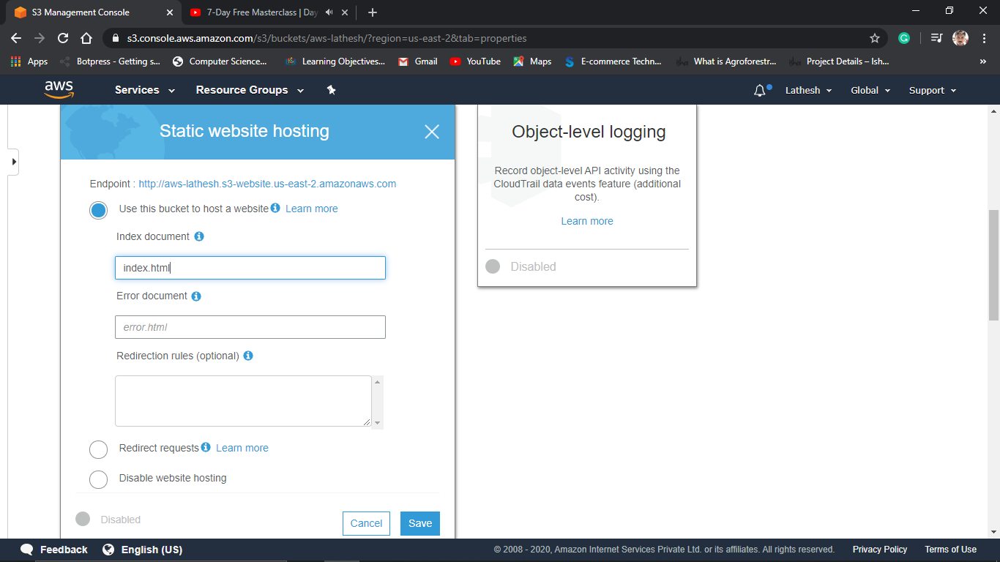 S3 Management Console
7-Day Free Masterclass | Day
s3.console.aws.amazon.com/s3/buckets/aws-lathesh/?region=us-east-2&tab=properties
Apps Botpress - Getting s... Computer Science... Learning Objectives... Gmail YouTube Maps E-commerce Techn... What is Agroforestr... Project Details – Ish... »
aws Services Resource Groups Lathesh Global Support
Static website hosting
Endpoint : http://aws-lathesh.s3-website.us-east-2.amazonaws.com
Use this bucket to host a website Learn more
Index document
index.html
Error document
error.html
Redirection rules (optional)
Redirect requests Learn more
Disable website hosting
Disabled
Cancel Save
Object-level logging
Record object-level API activity using the
CloudTrail data events feature (additional
cost).
Learn more
Disabled
Feedback English (US) © 2008 - 2020, Amazon Internet Services Private Ltd. or its affiliates. All rights reserved. Privacy Policy Terms of Use